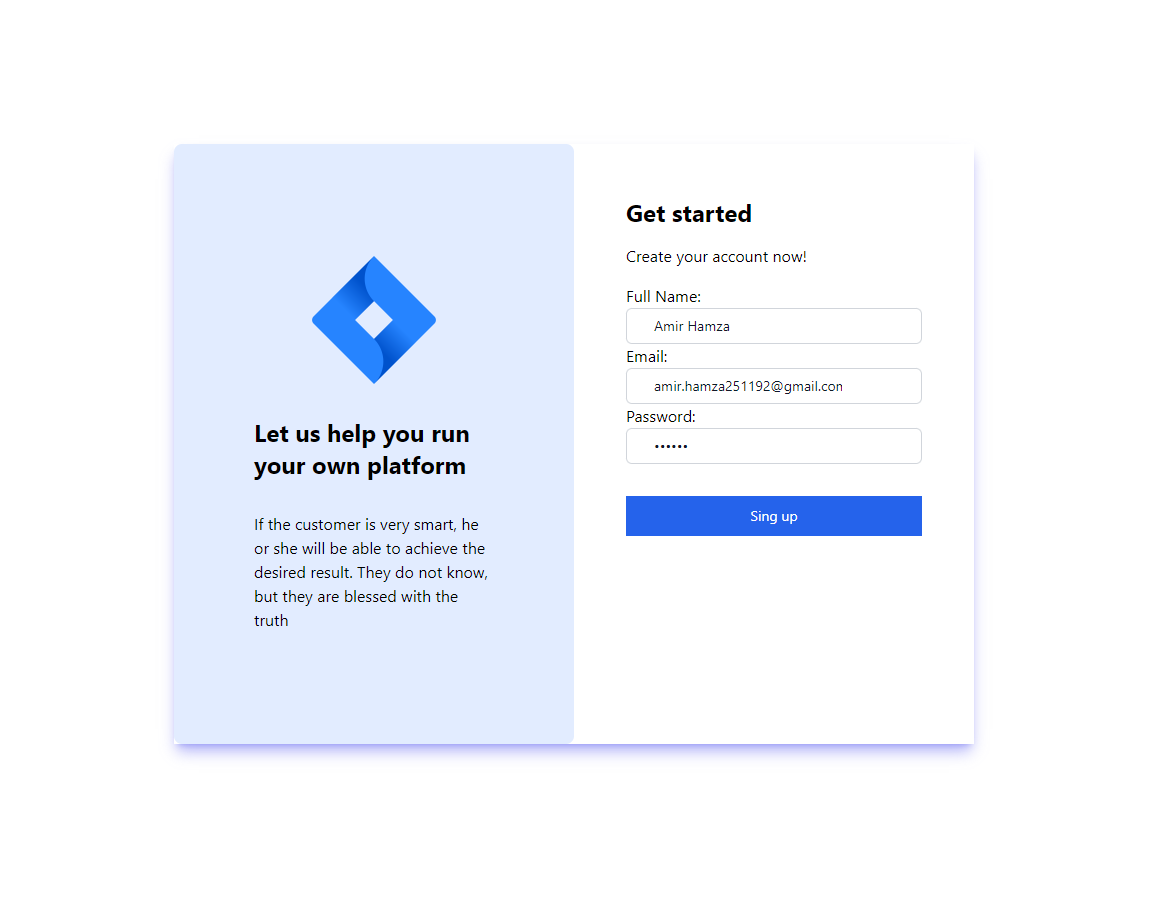 Let us help you run
your own platform
If the customer is very smart, he
or she will be able to achieve the
desired result. They do not know,
but they are blessed with the
truth
Get started
Create your account now!
Full Name:
Amir Hamza
Email:
amir.hamza251192@gmail.con
Password:
••••••
Sing up